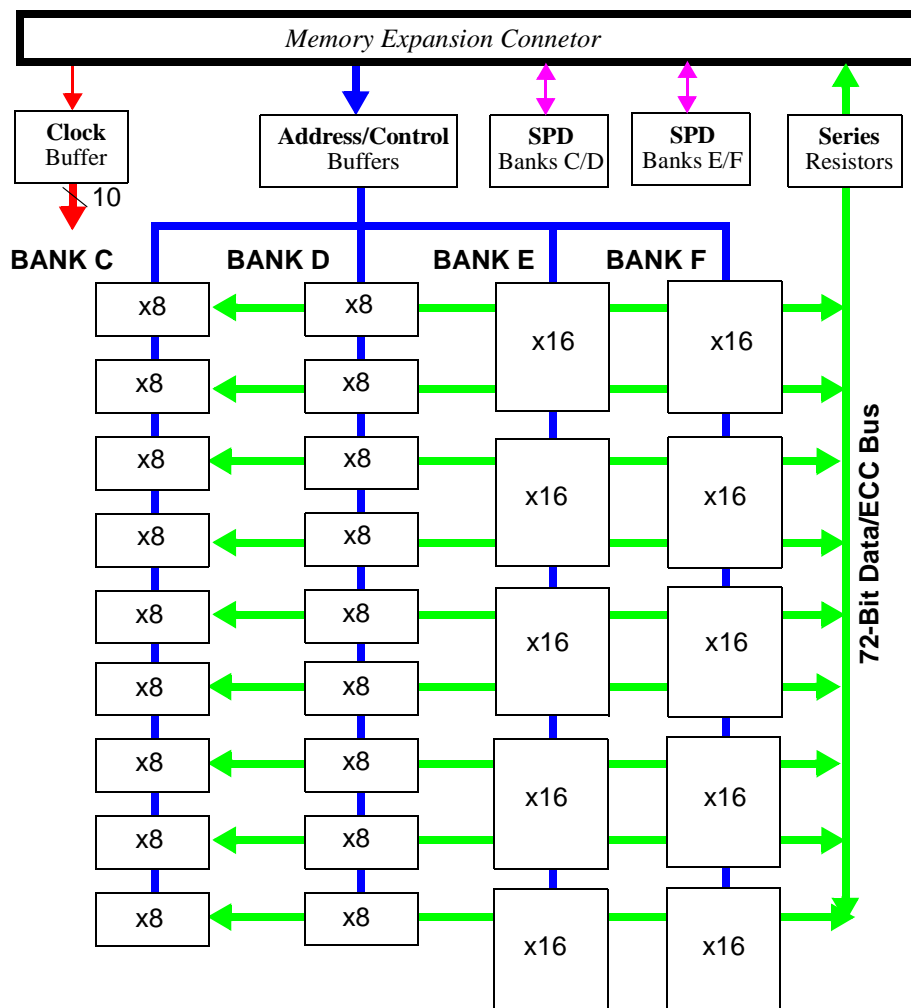 Memory Expansion Connetor
Clock
Buffer
Address/Control
Buffers
SPD
Banks C/D
SPD
Banks E/F
Series
Resistors
10
BANK C
BANK D
BANK E
BANK F
x8
x8
x16
x16
x8
x8
x8
x8
x16
x16
x8
x8
x8
x8
x16
x16
x8
x8
x8
x8
x16
x16
x8
x8
x8
x8
x16
x16
72-Bit Data/ECC Bus